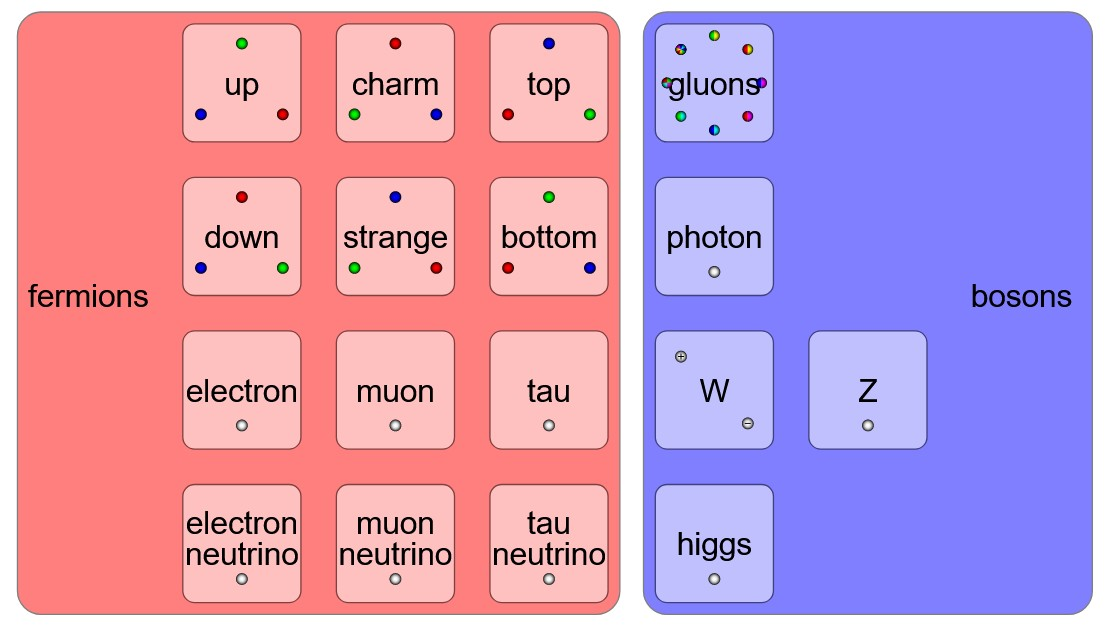 up
charm
top
gluons
down
strange
bottom
photon
fermions
bosons
electron
muon
tau
W
+
−
Z
electron
neutrino
muon
neutrino
tau
neutrino
higgs